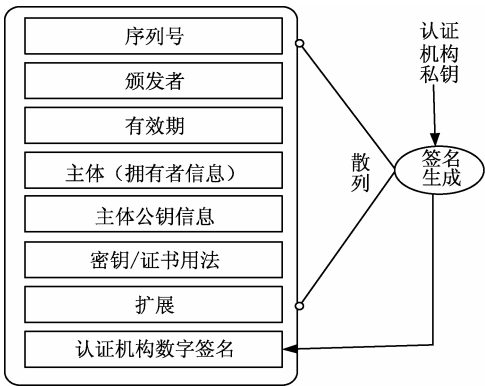 序列号
颁发者
有效期
主体（拥有者信息）
主体公钥信息
密钥/证书用法
扩展
认证机构数字签名
散
列
认证
机构
私钥
签名
生成